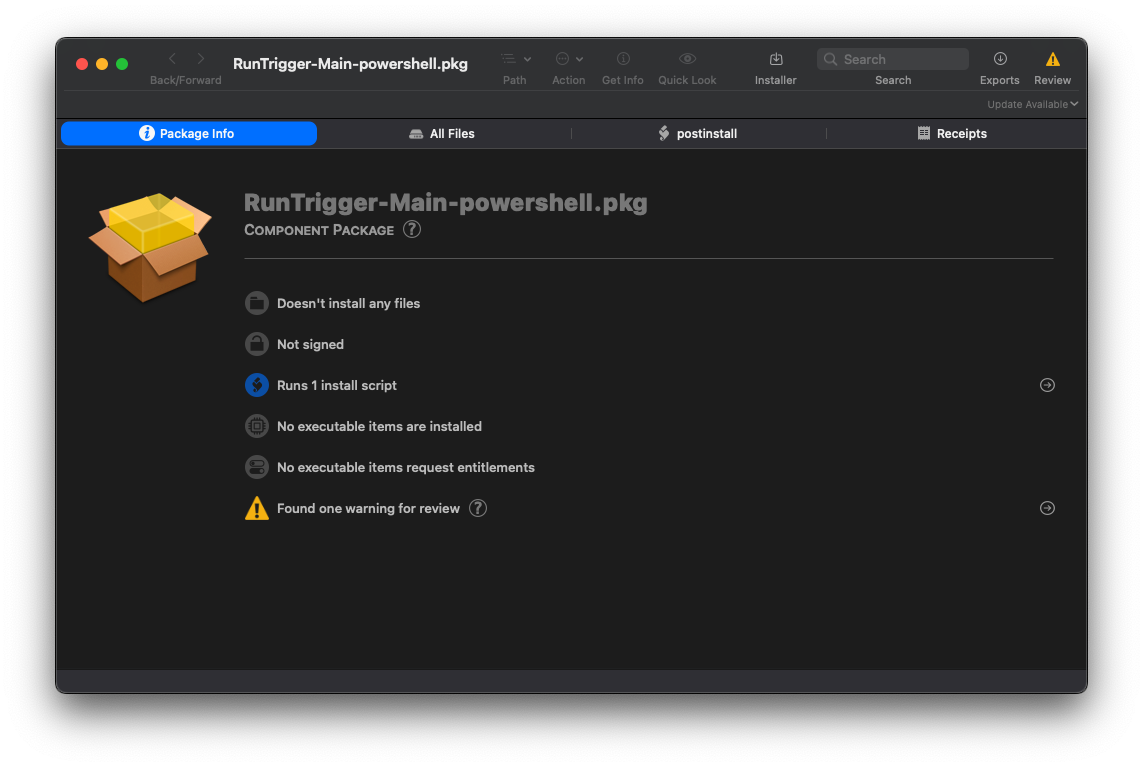 RunTrigger-Main-powershell.pkg
Back/Forward
Path
Action
Get Info
Quick Look
Installer
Search
Search
Exports
Review
Update Available
Package Info
All Files
postinstall
Receipts
RunTrigger-Main-powershell.pkg
COMPONENT PACKAGE ?
Doesn't install any files
Not signed
Runs 1 install script
No executable items are installed
No executable items request entitlements
Found one warning for review ?